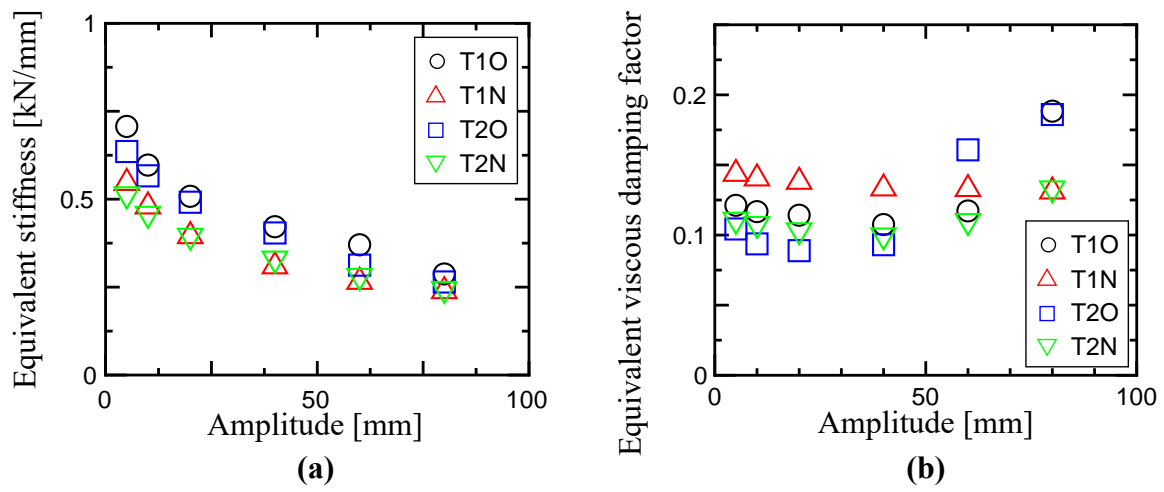 Equivalent stiffness [kN/mm]
1
0.5
0
0
50
100
T1O
T1N
T2O
T2N
Amplitude [mm]
(a)
Equivalent viscous damping factor
0.2
0.1
0
0
50
100
T1O
T1N
T2O
T2N
Amplitude [mm]
(b)